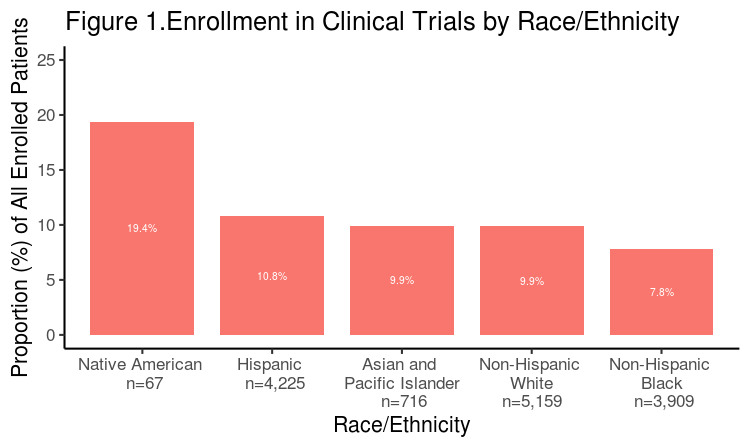 Figure 1.Enrollment in Clinical Trials by Race/Ethnicity
Proportion (%) of All Enrolled Patients
25
20
15
10
5
0
19.4%
10.8%
9.9%
9.9%
7.8%
Native American
n=67
Hispanic
n=4,225
Asian and
Pacific Islander
n=716
Non-Hispanic
White
n=5,159
Non-Hispanic
Black
n=3,909
Race/Ethnicity